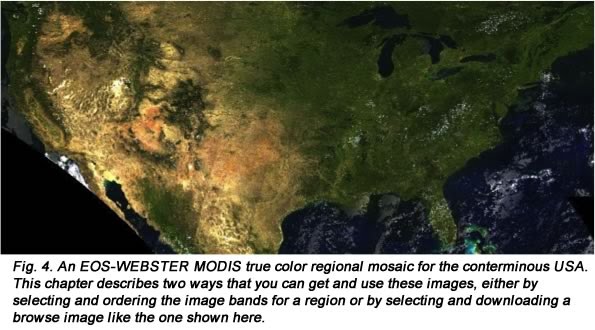 Fig. 4. An EOS-WEBSTER MODIS true color regional mosaic for the conterminous USA.
This chapter describes two ways that you can get and use these images, either by
selecting and ordering the image bands for a region or by selecting and downloading a
browse image like the one shown here.